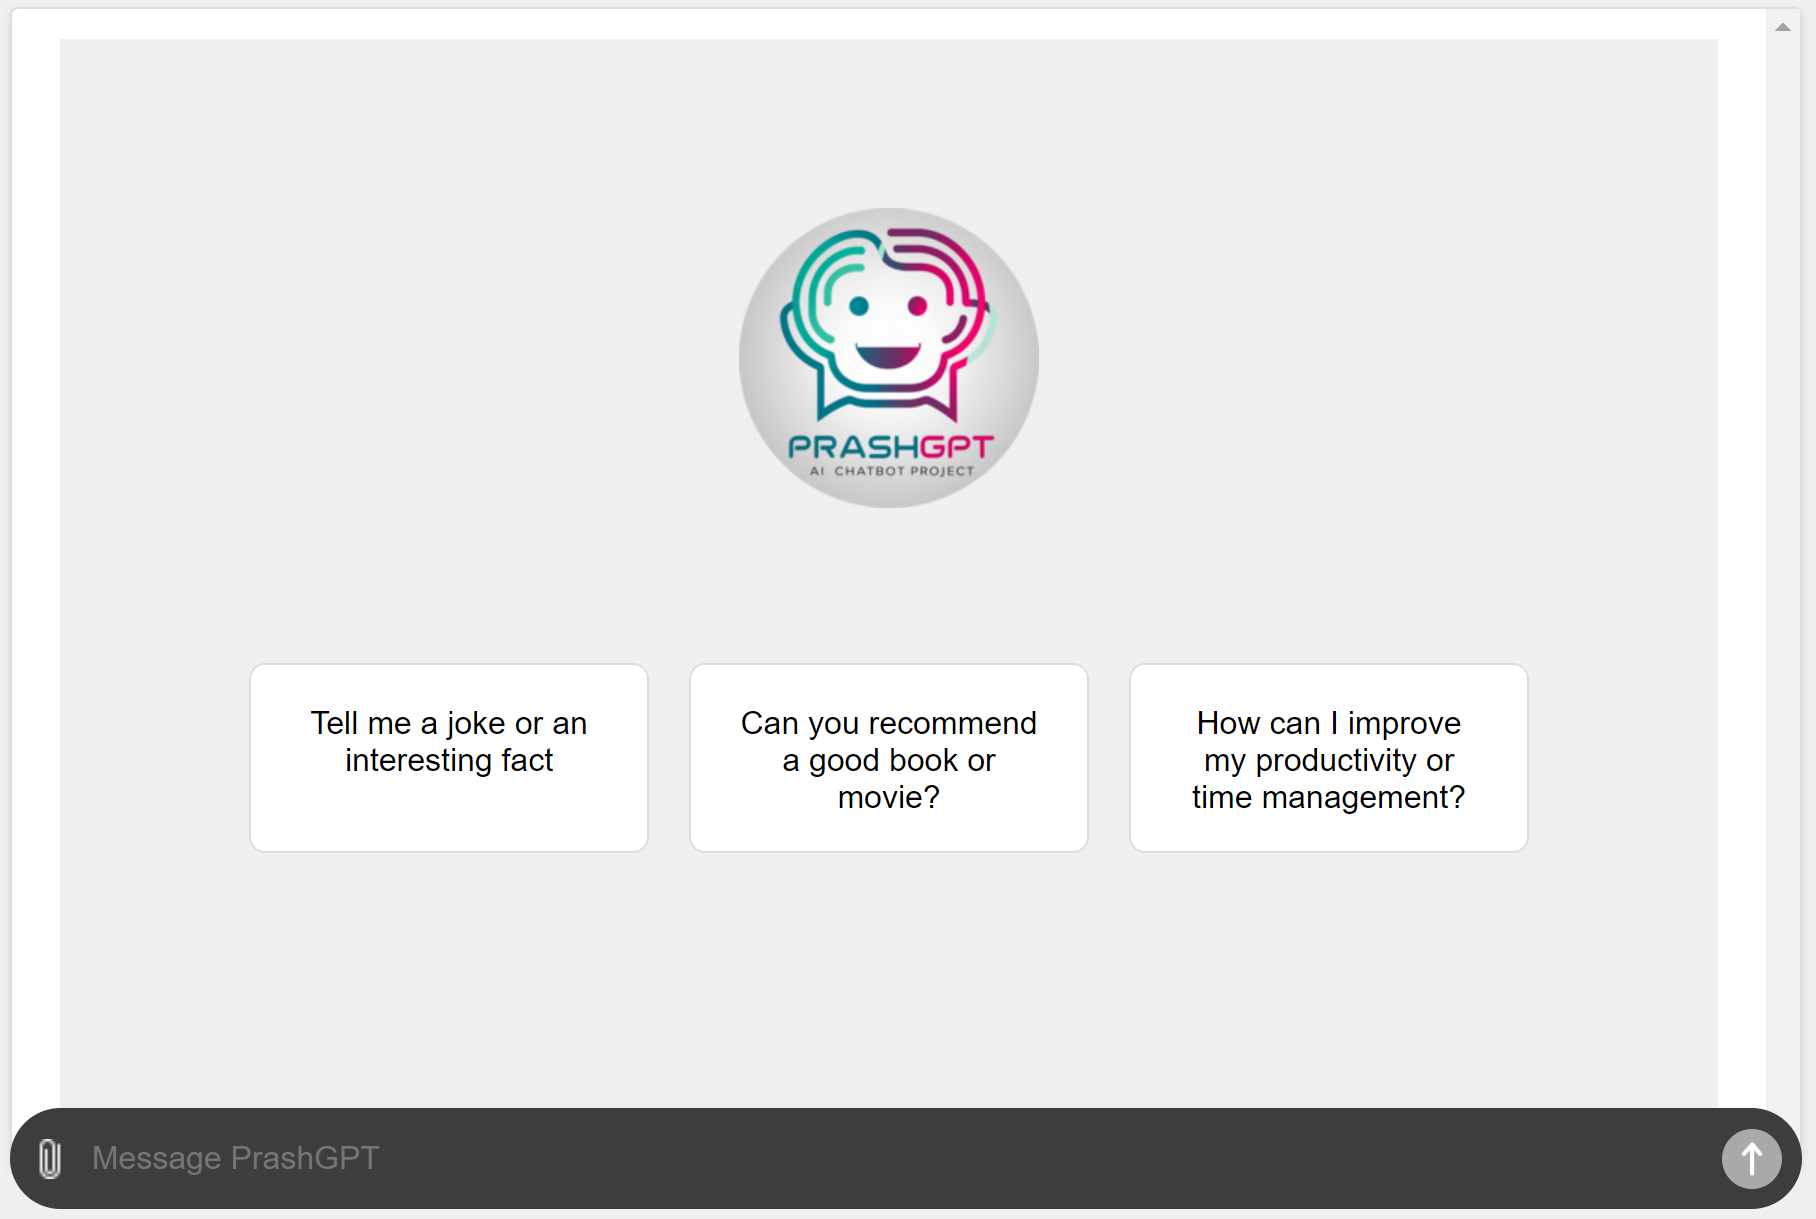 PRASHGPT
AI CHATBOT PROJECT
Tell me a joke or an
interesting fact
Can you recommend
a good book or
movie?
How can I improve
my productivity or
time management?
Message PrashGPT